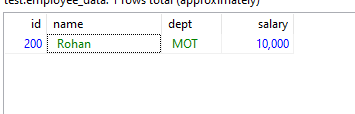 test.employee_data: 1 rows total (approximately)
id name dept salary
200 Rohan MOT 10,000